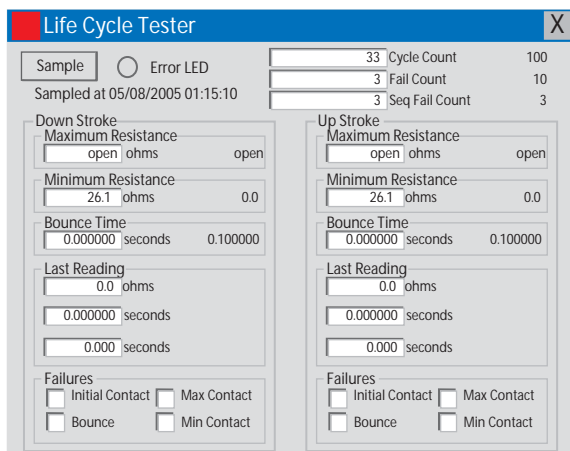 Life Cycle Tester X
Sample Error LED 33 Cycle Count 100
3 Fail Count 10
Sampled at 05/08/2005 01:15:10 3 Seq Fail Count 3
Down Stroke
Maximum Resistance
open ohms open
Minimum Resistance
26.1 ohms 0.0
Bounce Time
0.000000 seconds 0.100000
Last Reading
0.0 ohms
0.000000 seconds
0.000 seconds
Failures
Initial Contact Max Contact
Bounce Min Contact
Up Stroke
Maximum Resistance
open ohms open
Minimum Resistance
26.1 ohms 0.0
Bounce Time
0.000000 seconds 0.100000
Last Reading
0.0 ohms
0.000000 seconds
0.000 seconds
Failures
Initial Contact Max Contact
Bounce Min Contact